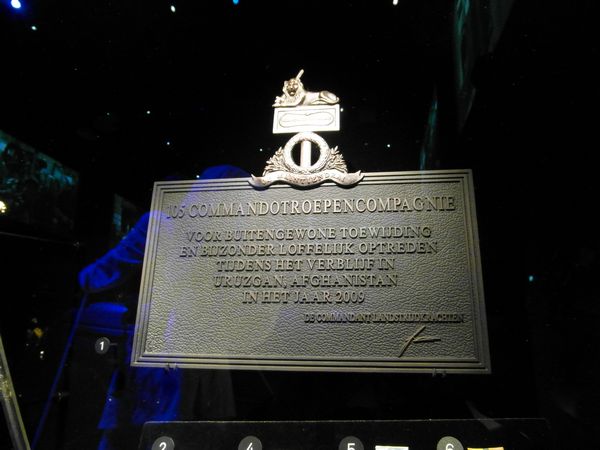 105 COMMANDOTROEPENCOMPAGNIE
VOOR BUITENGEWONE TOEWIJDING
EN BIJZONDER LOFFELIJK OPTREDEN
TIJDENS HET VERBLIJF IN
URUZGAN, AFGHANISTAN
IN HET JAAR 2009
DE COMMANDANT LANDSTRIJDKRACHTEN
1
2
4
5
6